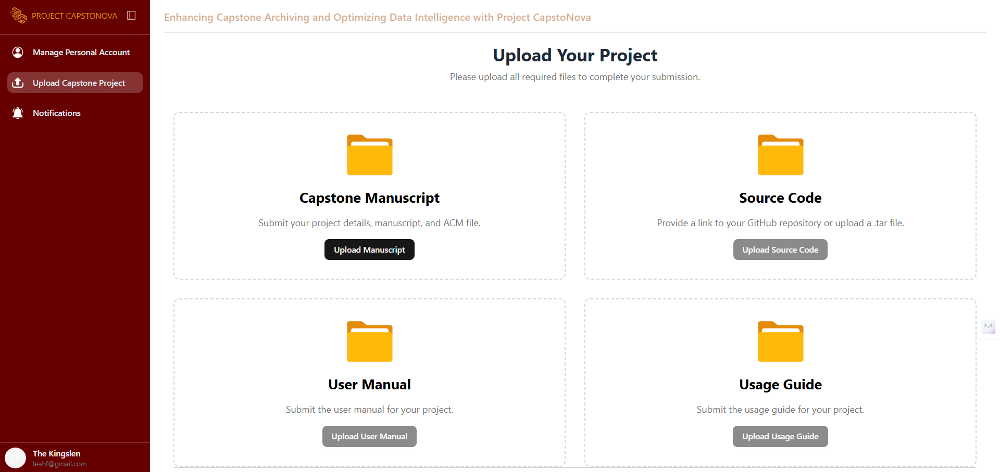 PROJECT CAPSTONOVA
Manage Personal Account
Upload Capstone Project
Notifications
TK
The Kingslen
leahf@gmail.com
Enhancing Capstone Archiving and Optimizing Data Intelligence with Project CapstoNova
Upload Your Project
Please upload all required files to complete your submission.
Capstone Manuscript
Submit your project details, manuscript, and ACM file.
Upload Manuscript
Source Code
Provide a link to your GitHub repository or upload a .tar file.
Upload Source Code
User Manual
Submit the user manual for your project.
Upload User Manual
Usage Guide
Submit the usage guide for your project.
Upload Usage Guide